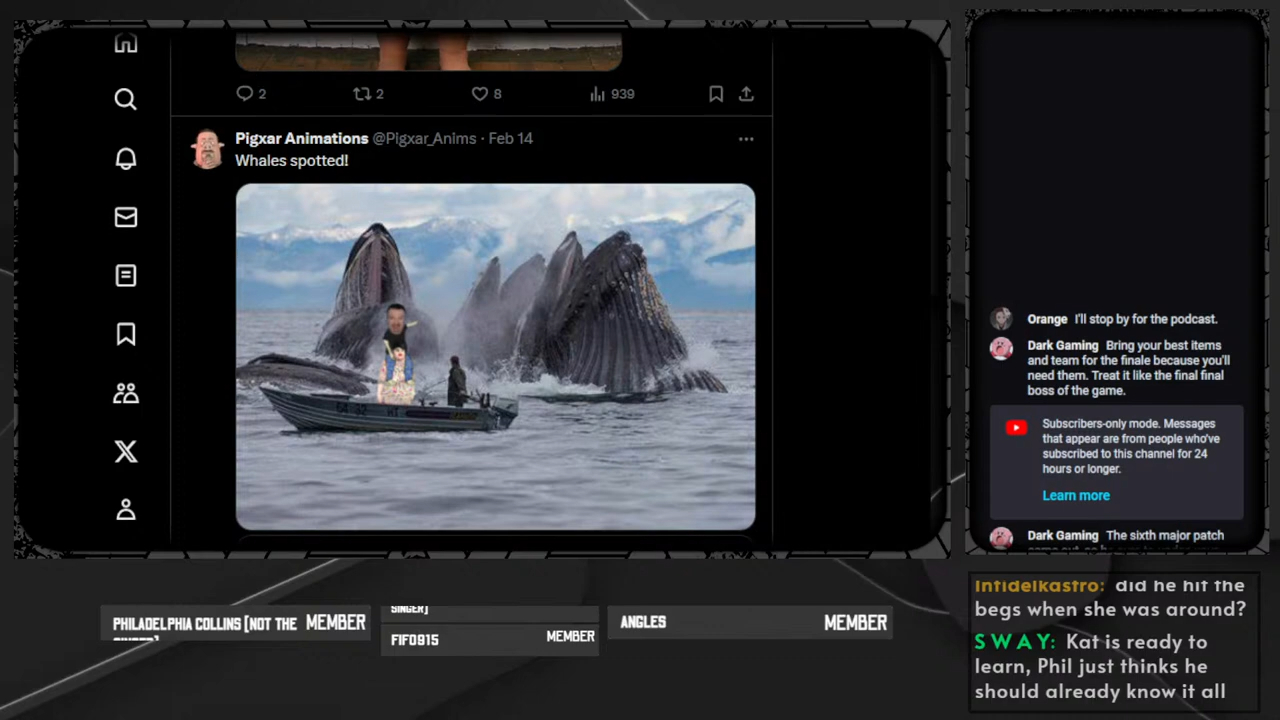 2
2
8
939
Pigxar Animations @Pigxar_Anims · Feb 14
Whales spotted!
Orange I'll stop by for the podcast.
Dark Gaming Bring your best items
and team for the finale because you'll
need them. Treat it like the final final
boss of the game.
Subscribers-only mode. Messages
that appear are from people who've
subscribed to this channel for 24
hours or longer.
Learn more
Dark Gaming The sixth major patch
Infidelkastro: did he hit the
begs when she was around?
S W A Y: Kat is ready to
learn, Phil just thinks he
should already know it all
PHILADELPHIA COLLINS [NOT THE MEMBER
SINGER]
FIF0915 MEMBER
ANGLES MEMBER